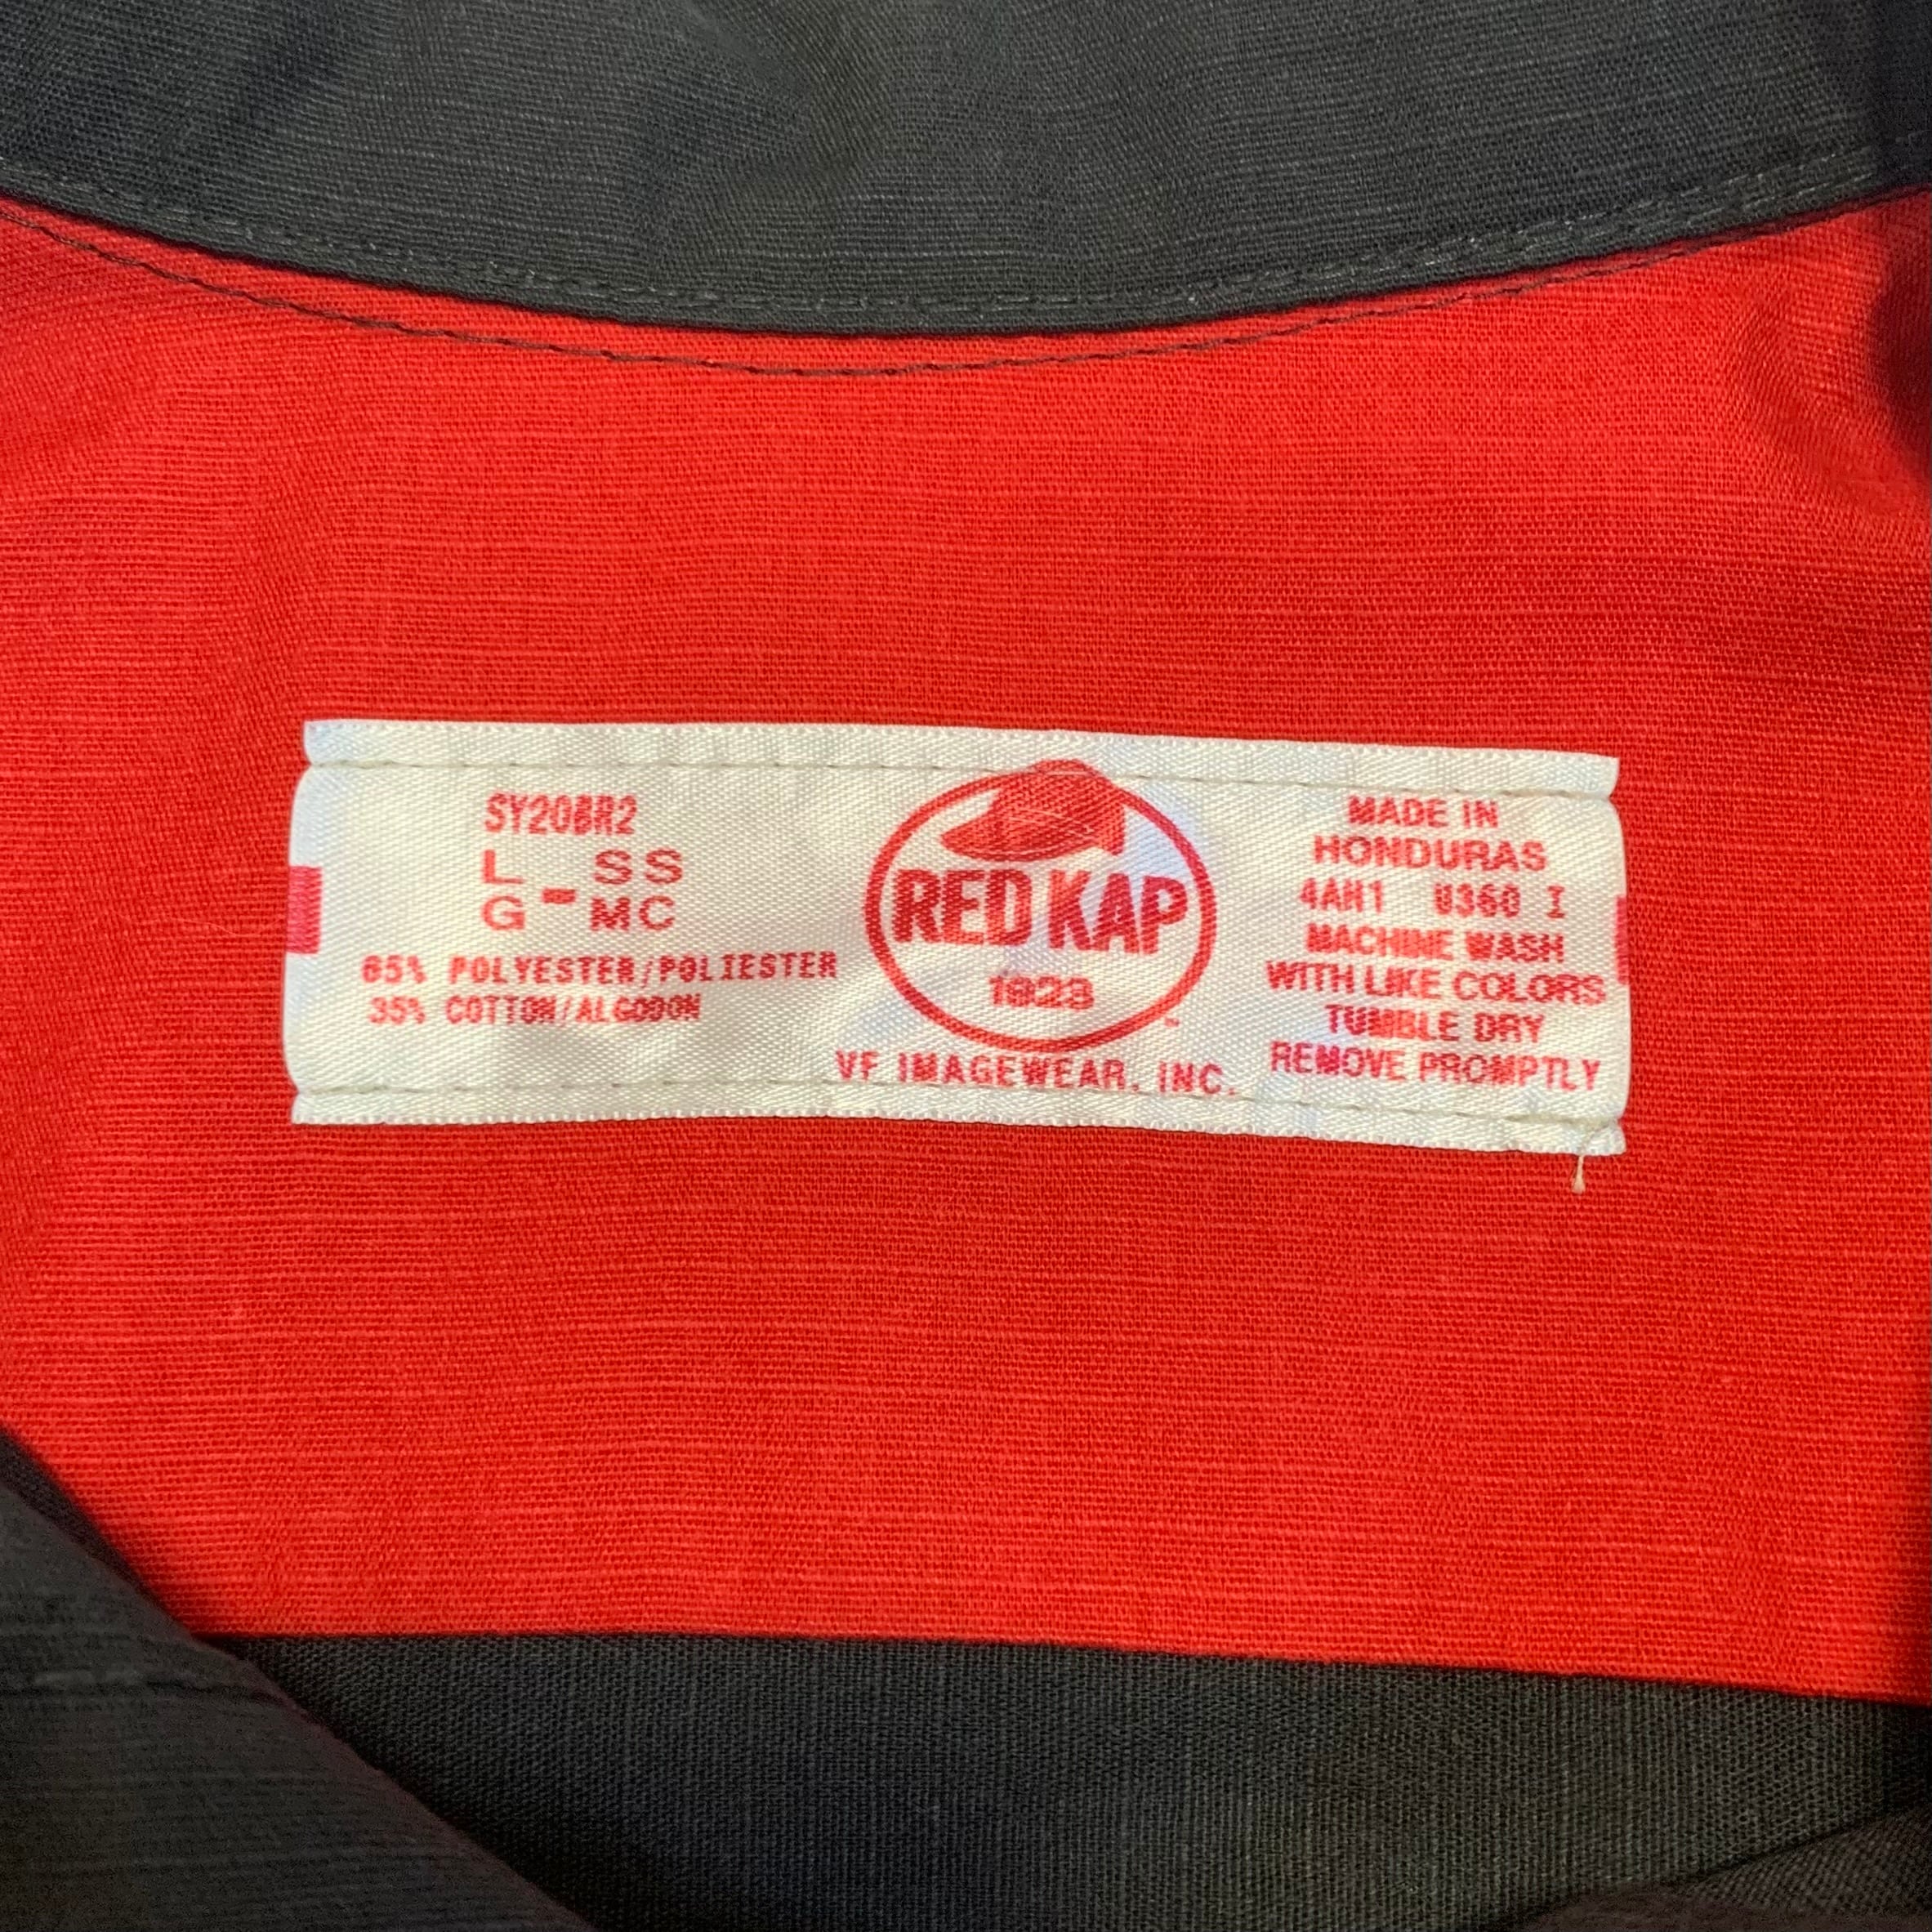 SY20BR2
L - SS
G - MC
65% POLYESTER/POLIESTER
35% COTTON/ALGODON
RED KAP
1923
™
VF IMAGEWEAR, INC.
MADE IN
HONDURAS
4AH1 U360 I
MACHINE WASH
WITH LIKE COLORS
TUMBLE DRY
REMOVE PROMPTLY